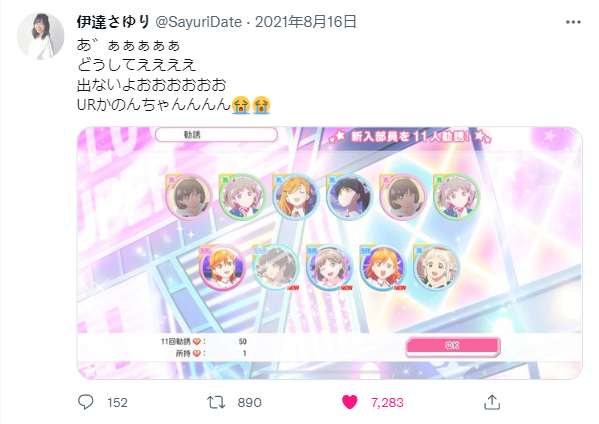 伊達さゆり @SayuriDate · 2021年8月16日
あ゛ぁぁぁぁぁ
どうしてええええ
出ないよおおおおおお
URかのんちゃんんんん😭😭
勧誘
新入部員を11人勧誘!
NEW
NEW
NEW
11回勧誘 : 50
所持 : 1
OK
152
890
7,283